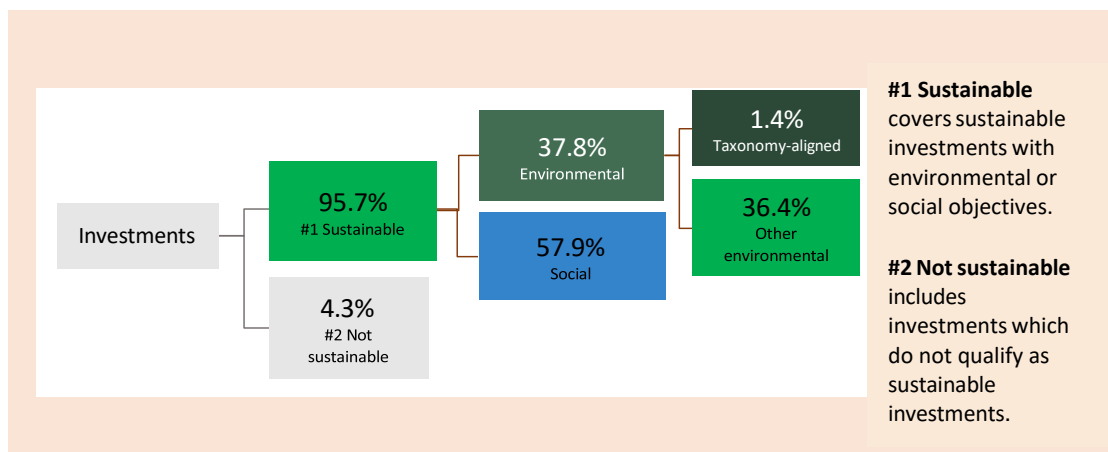 Investments
95.7%
#1 Sustainable
4.3%
#2 Not
sustainable
37.8%
Environmental
57.9%
Social
1.4%
Taxonomy-aligned
36.4%
Other
environmental
#1 Sustainable
covers sustainable
investments with
environmental or
social objectives.
#2 Not sustainable
includes
investments which
do not qualify as
sustainable
investments.